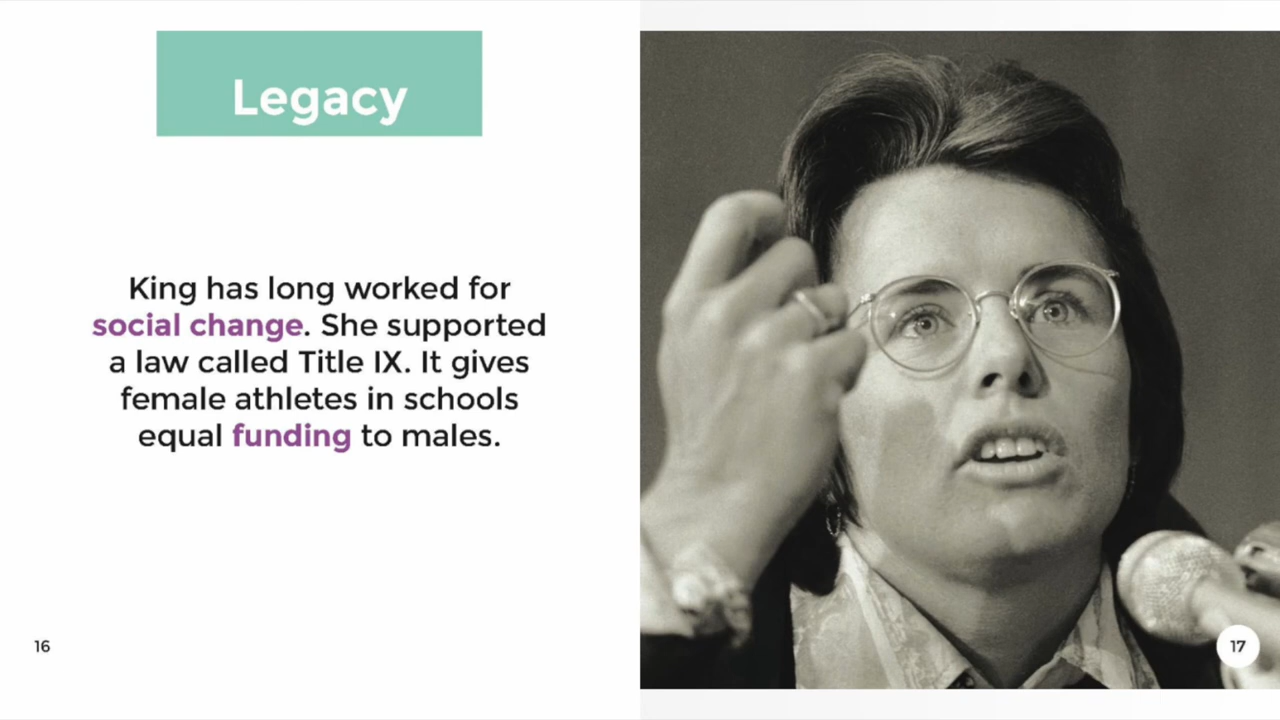 Legacy
King has long worked for
social change. She supported
a law called Title IX. It gives
female athletes in schools
equal funding to males.
16
17